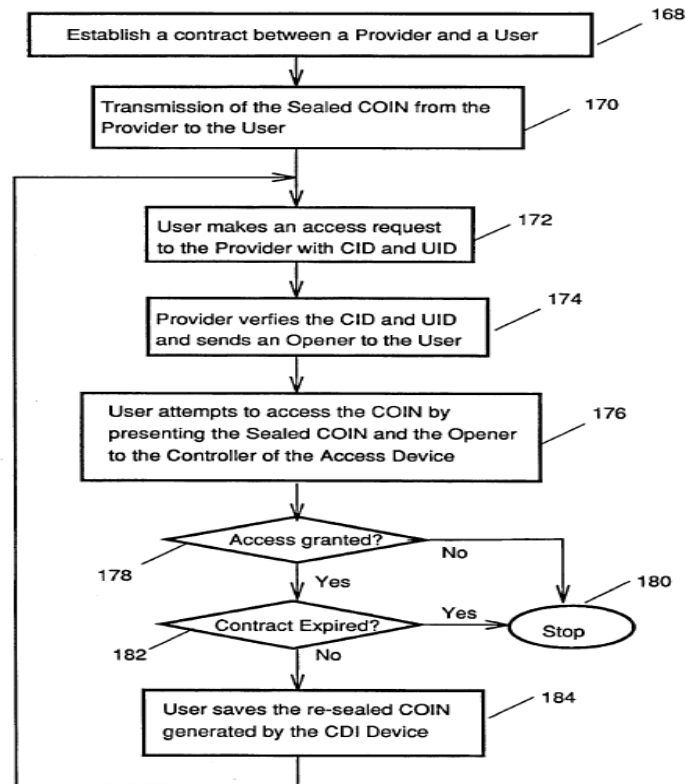 Establish a contract between a Provider and a User
168
Transmission of the Sealed COIN from the
Provider to the User
170
User makes an access request
to the Provider with CID and UID
172
Provider verfies the CID and UID
and sends an Opener to the User
174
User attempts to access the COIN by
presenting the Sealed COIN and the Opener
to the Controller of the Access Device
176
Access granted?
178
No
Yes
180
Stop
Contract Expired?
182
Yes
No
User saves the re-sealed COIN
generated by the CDI Device
184